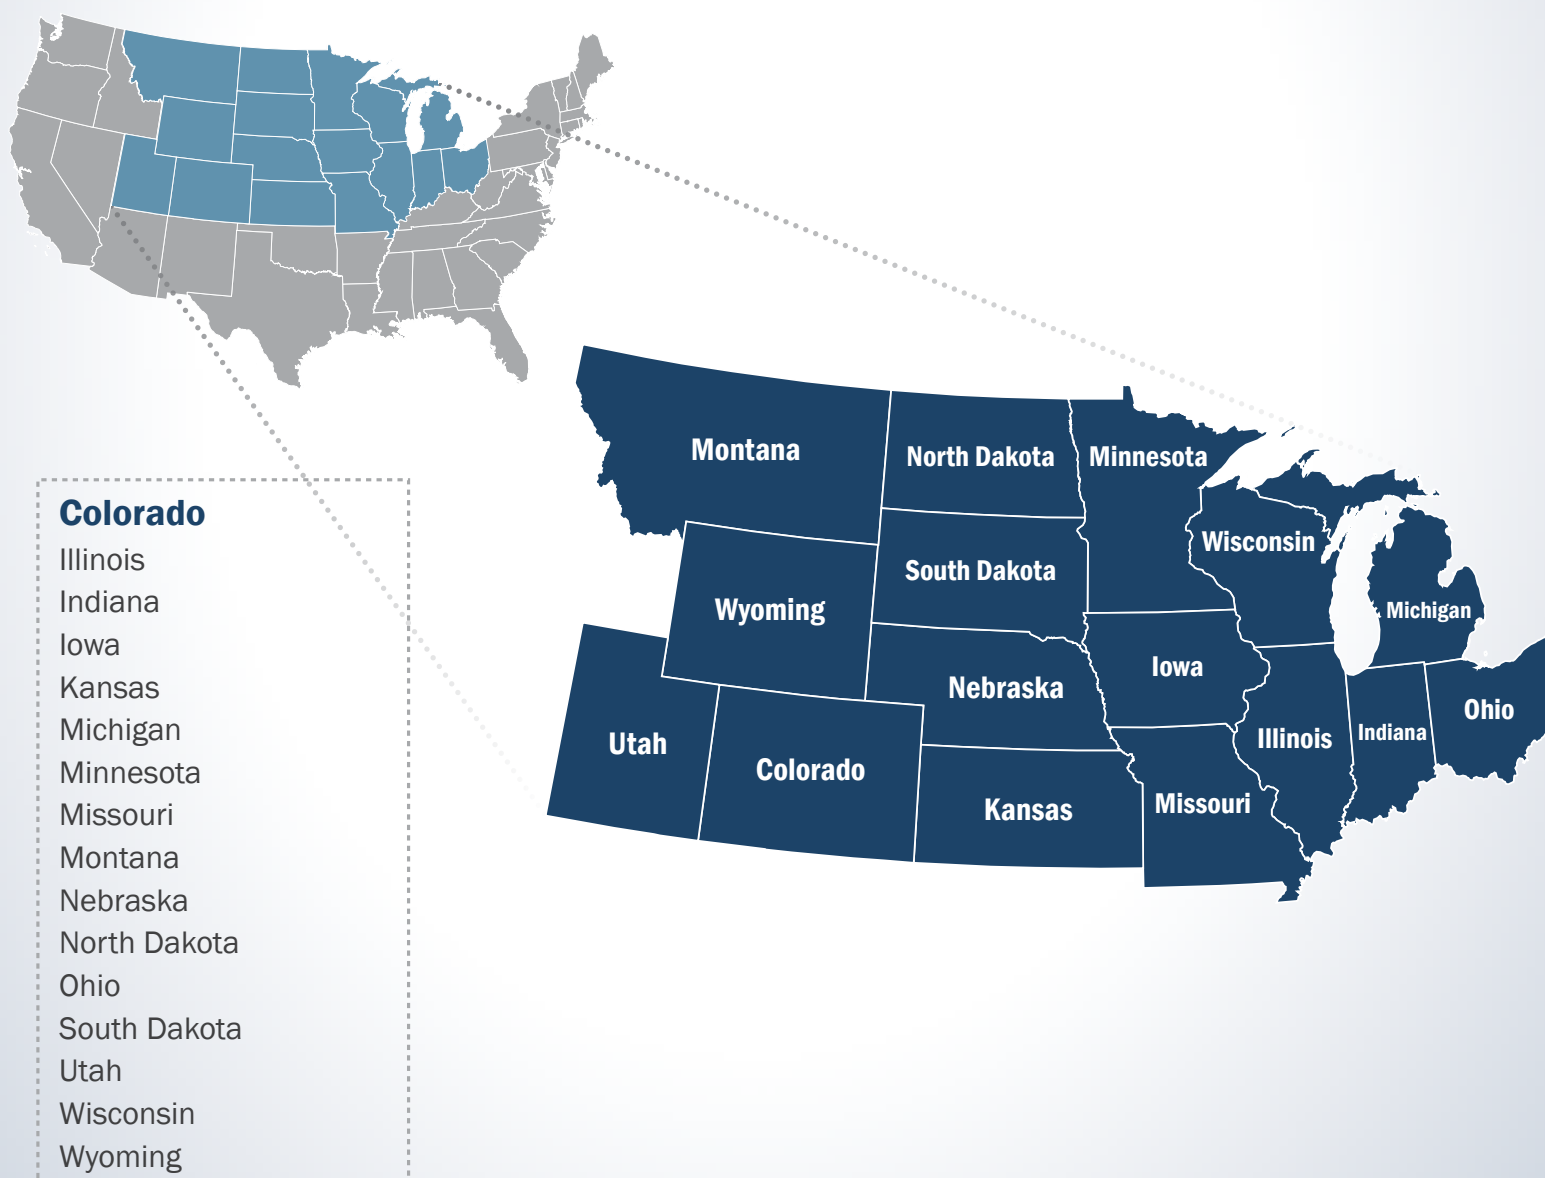 Montana
North Dakota
Minnesota
Wisconsin
South Dakota
Wyoming
Michigan
Iowa
Nebraska
Ohio
Utah
Colorado
Illinois
Indiana
Kansas
Missouri
Colorado
Illinois
Indiana
Iowa
Kansas
Michigan
Minnesota
Missouri
Montana
Nebraska
North Dakota
Ohio
South Dakota
Utah
Wisconsin
Wyoming